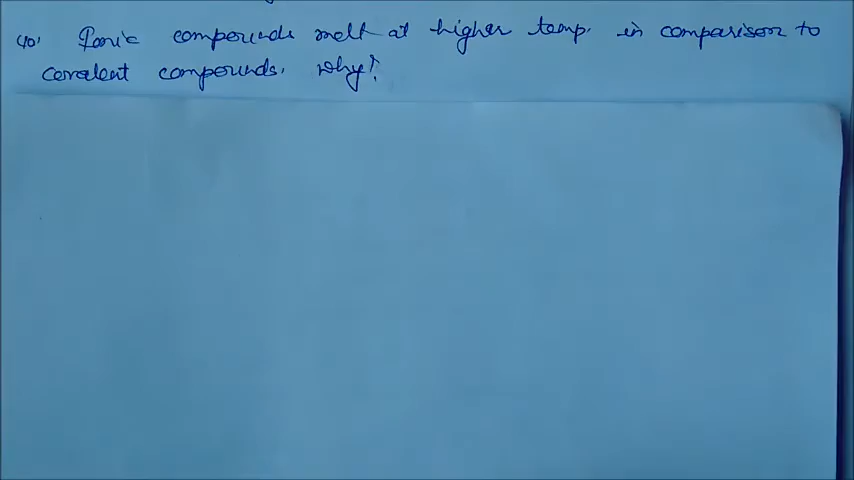 40. Ionic compounds melt at higher temp. in comparison to
covalent compounds. why?